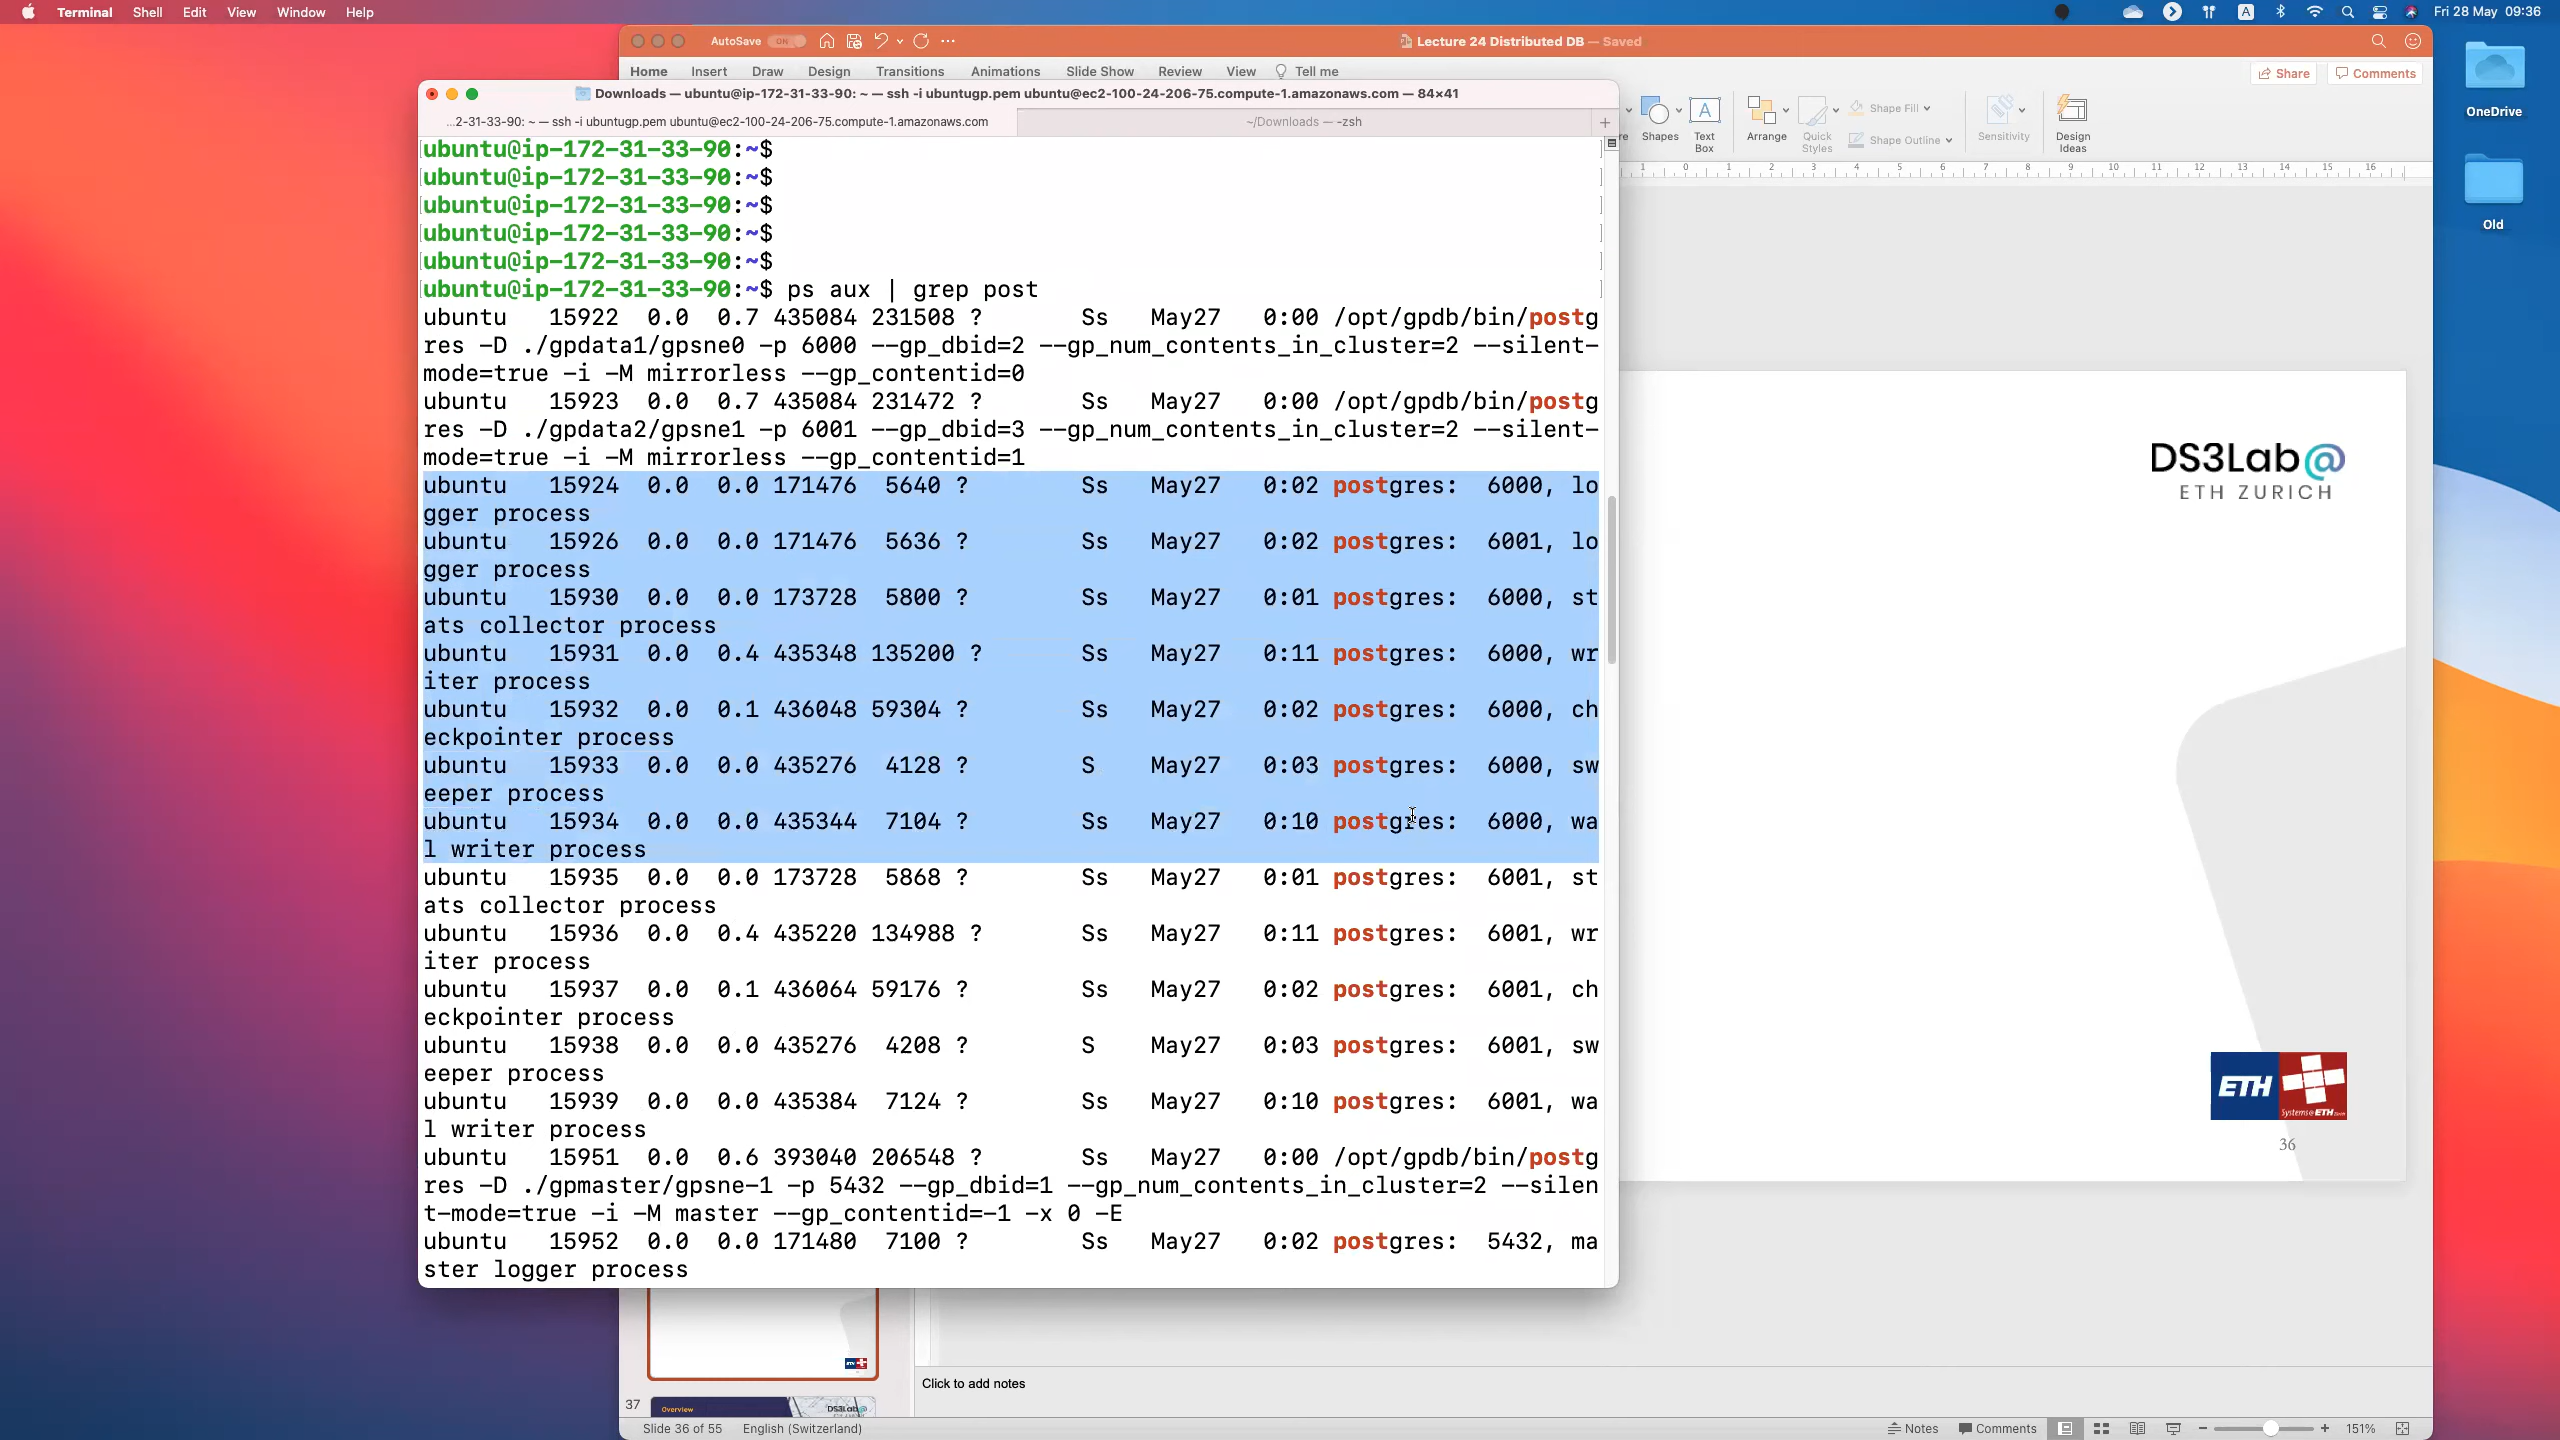 Terminal Shell Edit View Window Help
A Fri 28 May 09:36
AutoSave ON Lecture 24 Distributed DB — Saved
OneDrive
Old
Home Insert Draw Design Transitions Animations Slide Show Review View Tell me
Share Comments
Shapes Text Box Arrange Quick Styles Shape Fill Shape Outline Sensitivity Design Ideas
1 0 1 2 3 4 5 6 7 8 9 10 11 12 13 14 15 16
Downloads — ubuntu@ip-172-31-33-90: ~ — ssh -i ubuntugp.pem ubuntu@ec2-100-24-206-75.compute-1.amazonaws.com — 84×41
...2-31-33-90: ~ — ssh -i ubuntugp.pem ubuntu@ec2-100-24-206-75.compute-1.amazonaws.com ~/Downloads — -zsh +
ubuntu@ip-172-31-33-90:~$
ubuntu@ip-172-31-33-90:~$
ubuntu@ip-172-31-33-90:~$
ubuntu@ip-172-31-33-90:~$
ubuntu@ip-172-31-33-90:~$
ubuntu@ip-172-31-33-90:~$ ps aux | grep post
ubuntu   15922  0.0  0.7 435084 231508 ?       Ss   May27   0:00 /opt/gpdb/bin/postg
res -D ./gpdata1/gpsne0 -p 6000 --gp_dbid=2 --gp_num_contents_in_cluster=2 --silent-
mode=true -i -M mirrorless --gp_contentid=0
ubuntu   15923  0.0  0.7 435084 231472 ?       Ss   May27   0:00 /opt/gpdb/bin/postg
res -D ./gpdata2/gpsne1 -p 6001 --gp_dbid=3 --gp_num_contents_in_cluster=2 --silent-
mode=true -i -M mirrorless --gp_contentid=1
ubuntu   15924  0.0  0.0 171476  5640 ?        Ss   May27   0:02 postgres:  6000, lo
gger process
ubuntu   15926  0.0  0.0 171476  5636 ?        Ss   May27   0:02 postgres:  6001, lo
gger process
ubuntu   15930  0.0  0.0 173728  5800 ?        Ss   May27   0:01 postgres:  6000, st
ats collector process
ubuntu   15931  0.0  0.4 435348 135200 ?       Ss   May27   0:11 postgres:  6000, wr
iter process
ubuntu   15932  0.0  0.1 436048 59304 ?        Ss   May27   0:02 postgres:  6000, ch
eckpointer process
ubuntu   15933  0.0  0.0 435276  4128 ?        S    May27   0:03 postgres:  6000, sw
eeper process
ubuntu   15934  0.0  0.0 435344  7104 ?        Ss   May27   0:10 postgres:  6000, wa
l writer process
ubuntu   15935  0.0  0.0 173728  5868 ?        Ss   May27   0:01 postgres:  6001, st
ats collector process
ubuntu   15936  0.0  0.4 435220 134988 ?       Ss   May27   0:11 postgres:  6001, wr
iter process
ubuntu   15937  0.0  0.1 436064 59176 ?        Ss   May27   0:02 postgres:  6001, ch
eckpointer process
ubuntu   15938  0.0  0.0 435276  4208 ?        S    May27   0:03 postgres:  6001, sw
eeper process
ubuntu   15939  0.0  0.0 435384  7124 ?        Ss   May27   0:10 postgres:  6001, wa
l writer process
ubuntu   15951  0.0  0.6 393040 206548 ?       Ss   May27   0:00 /opt/gpdb/bin/postg
res -D ./gpmaster/gpsne-1 -p 5432 --gp_dbid=1 --gp_num_contents_in_cluster=2 --silen
t-mode=true -i -M master --gp_contentid=-1 -x 0 -E
ubuntu   15952  0.0  0.0 171480  7100 ?        Ss   May27   0:02 postgres:  5432, ma
ster logger process
DS3Lab@
ETH ZURICH
ETH
Systems@ETH
36
Click to add notes
37 Overview DS3Lab@
Slide 36 of 55 English (Switzerland) Notes Comments 151%